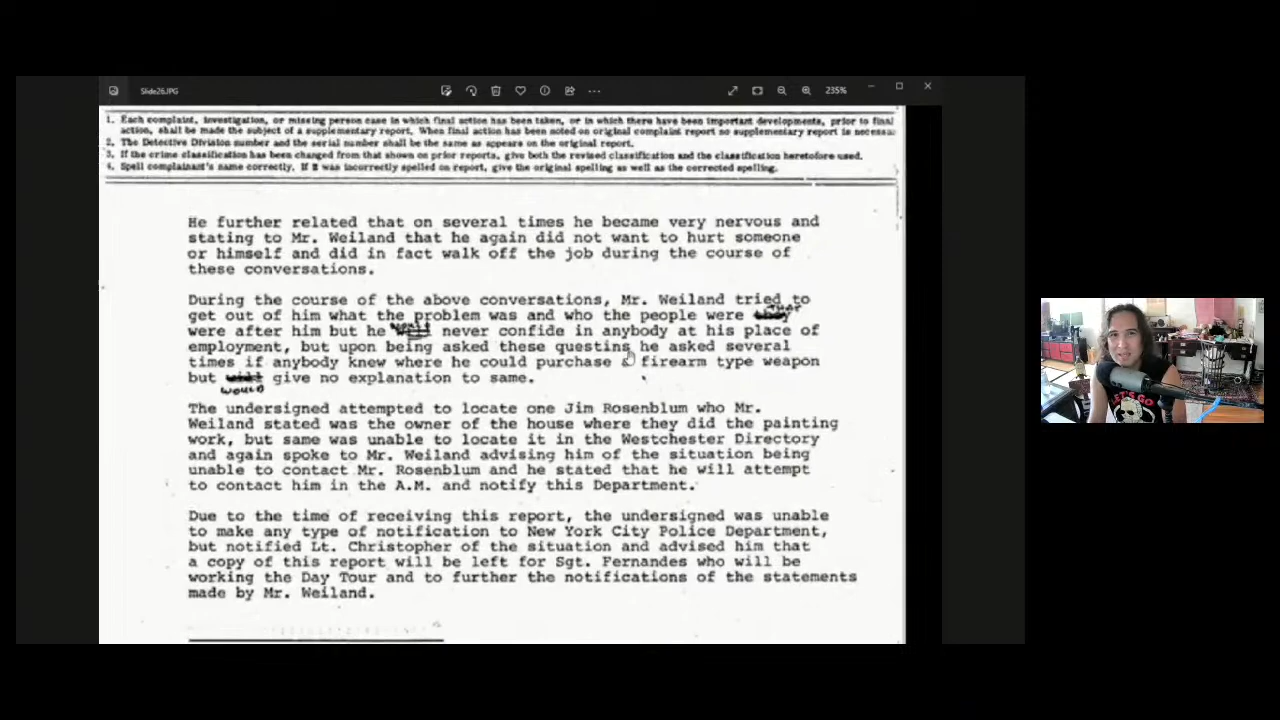 Slide26.JPG
235%
1. Each complaint, investigation, or missing person case in which final action has been taken, or in which there have been important developments, prior to final
action, shall be made the subject of a supplementary report. When final action has been noted on original complaint report no supplementary report is necessa
2. The Detective Division number and the serial number shall be the same as appears on the original report.
3. If the crime classification has been changed from that shown on prior reports, give both the revised classification and the classification heretofore used.
4. Spell complainant's name correctly. If it was incorrectly spelled on report, give the original spelling as well as the corrected spelling.
He further related that on several times he became very nervous and
stating to Mr. Weiland that he again did not want to hurt someone
or himself and did in fact walk off the job during the course of
these conversations.
During the course of the above conversations, Mr. Weiland tried to
get out of him what the problem was and who the people were that
were after him but he would never confide in anybody at his place of
employment, but upon being asked these questins he asked several
times if anybody knew where he could purchase a firearm type weapon
but would give no explanation to same.
The undersigned attempted to locate one Jim Rosenblum who Mr.
Weiland stated was the owner of the house where they did the painting
work, but same was unable to locate it in the Westchester Directory
and again spoke to Mr. Weiland advising him of the situation being
unable to contact Mr. Rosenblum and he stated that he will attempt
to contact him in the A.M. and notify this Department.
Due to the time of receiving this report, the undersigned was unable
to make any type of notification to New York City Police Department,
but notified Lt. Christopher of the situation and advised him that
a copy of this report will be left for Sgt. Fernandes who will be
working the Day Tour and to further the notifications of the statements
made by Mr. Weiland.
LET'S GO